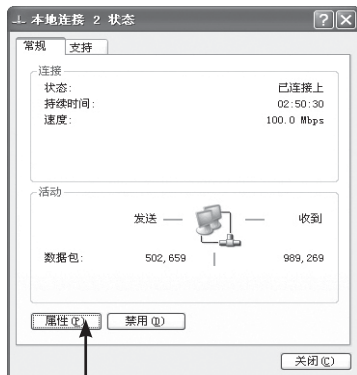 本地连接 2 状态
常规 支持
连接
状态: 已连接上
持续时间: 02:50:30
速度: 100.0 Mbps
活动
发送 — — 收到
数据包: 502,659 | 989,269
属性(P) 禁用(D)
关闭(C)